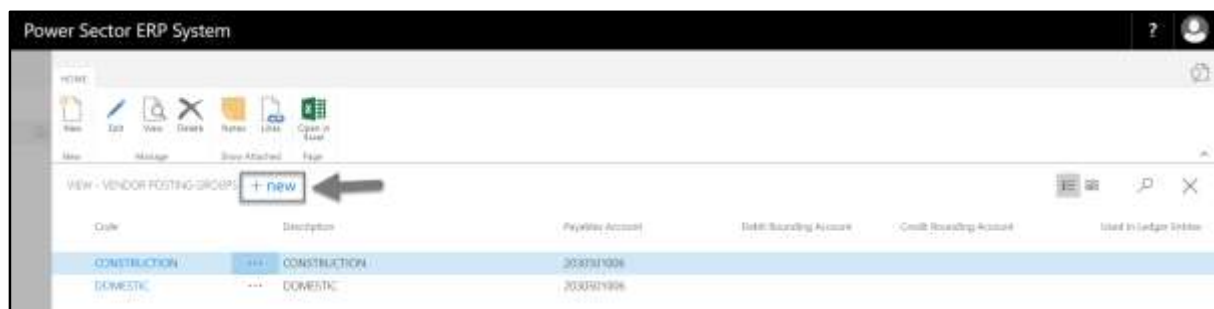 Power Sector ERP System ?
HOME
New Edit View Delete Notes Links Open in Excel
New Manage Show Attached Page
VIEW - VENDOR POSTING GROUPS + new
Code Description Payables Account Debit Rounding Account Credit Rounding Account Used in Ledger Entries
CONSTRUCTION ... CONSTRUCTION
DOMESTIC ... DOMESTIC